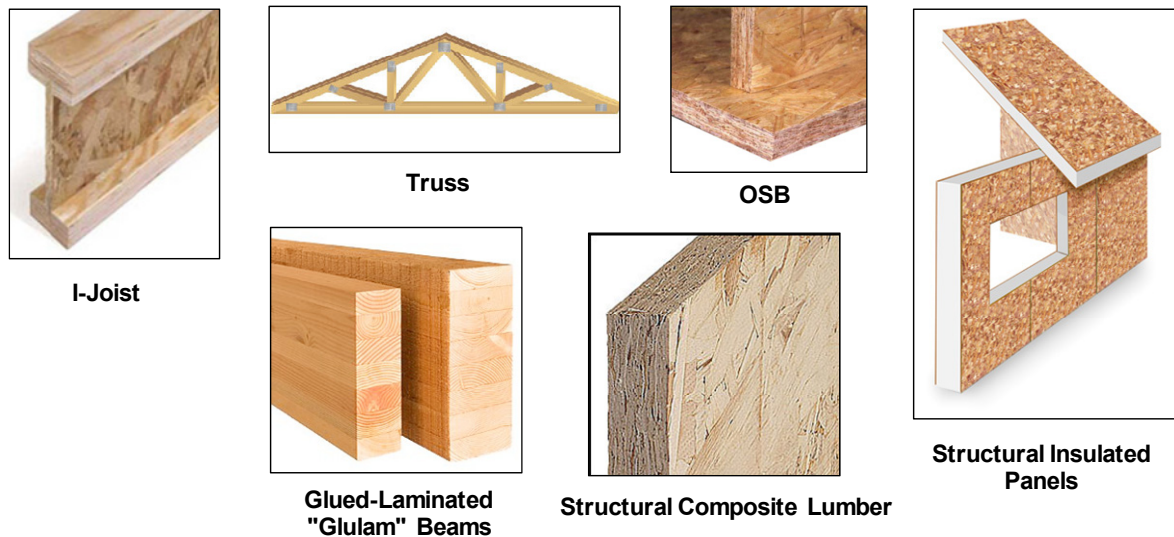 Truss
OSB
I-Joist
Glued-Laminated
"Glulam" Beams
Structural Composite Lumber
Structural Insulated
Panels